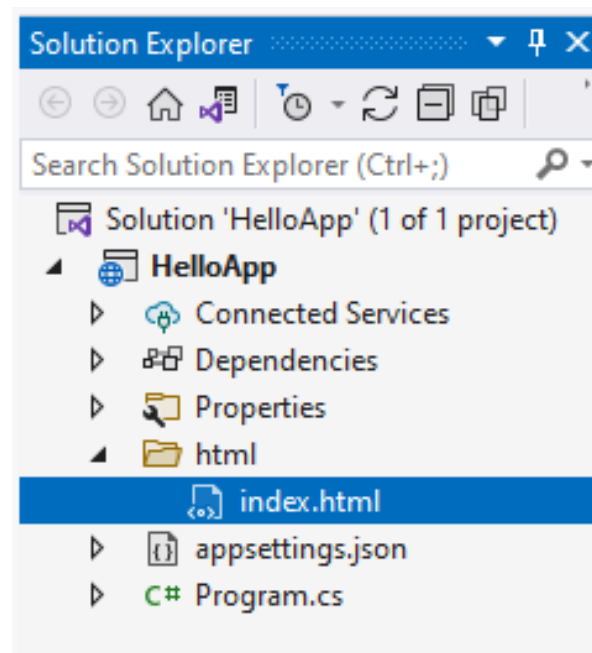 Solution Explorer
Search Solution Explorer (Ctrl+;)
Solution 'HelloApp' (1 of 1 project)
HelloApp
Connected Services
Dependencies
Properties
html
index.html
appsettings.json
C# Program.cs